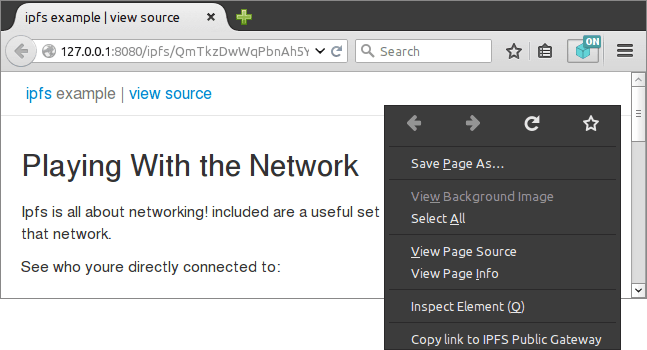 ipfs example | view source
127.0.0.1:8080/ipfs/QmTkzDwWqPbnAh5Y
Search
ON
ipfs example | view source
Playing With the Network
Ipfs is all about networking! included are a useful set
that network.
See who youre directly connected to:
Save Page As...
View Background Image
Select All
View Page Source
View Page Info
Inspect Element (Q)
Copy link to IPFS Public Gateway